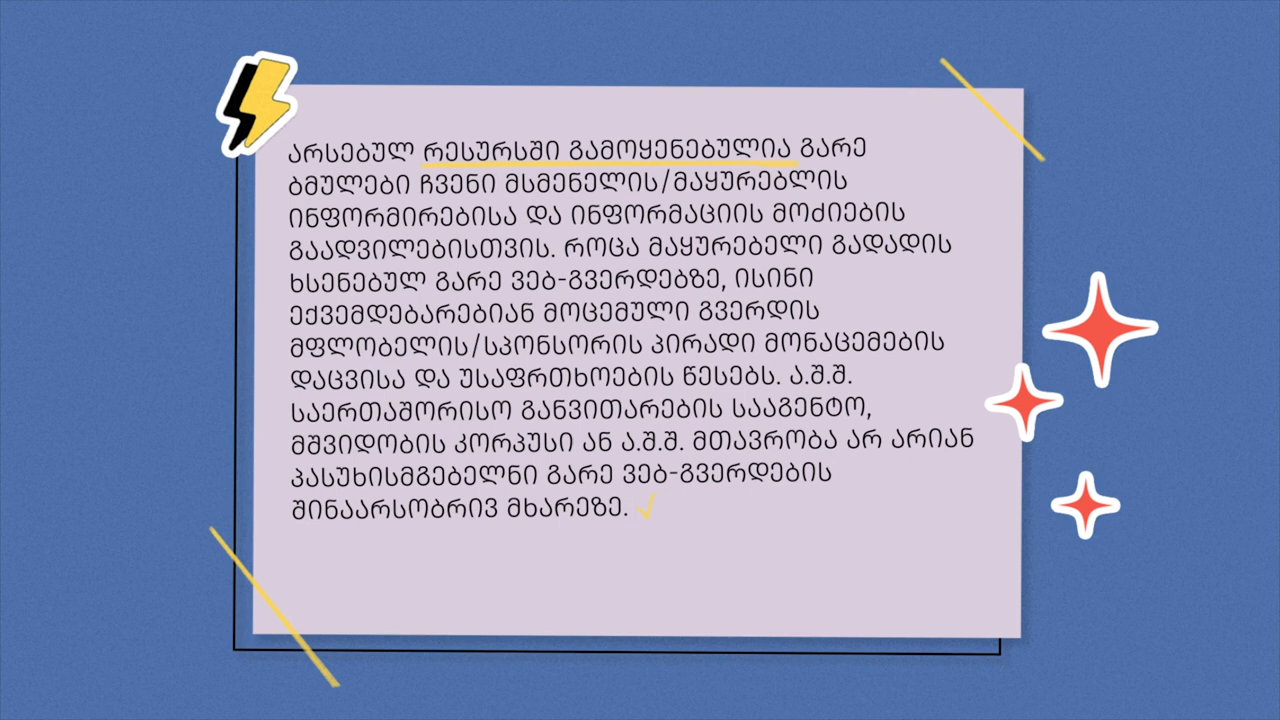 არსებულ რესურსში გამოყენებულია გარე
ბმულები ჩვენი მსმენელის/მაყურებლის
ინფორმირებისა და ინფორმაციის მოძიების
გაადვილებისთვის. როცა მაყურებელი გადადის
ხსენებულ გარე ვებ-გვერდებზე, ისინი
ექვემდებარებიან მოცემული გვერდის
მფლობელის/სპონსორის პირადი მონაცემების
დაცვისა და უსაფრთხოების წესებს. ა.შ.შ.
საერთაშორისო განვითარების სააგენტო,
მშვიდობის კორპუსი ან ა.შ.შ. მთავრობა არ არიან
პასუხისმგებელნი გარე ვებ-გვერდების
შინაარსობრივ მხარეზე.